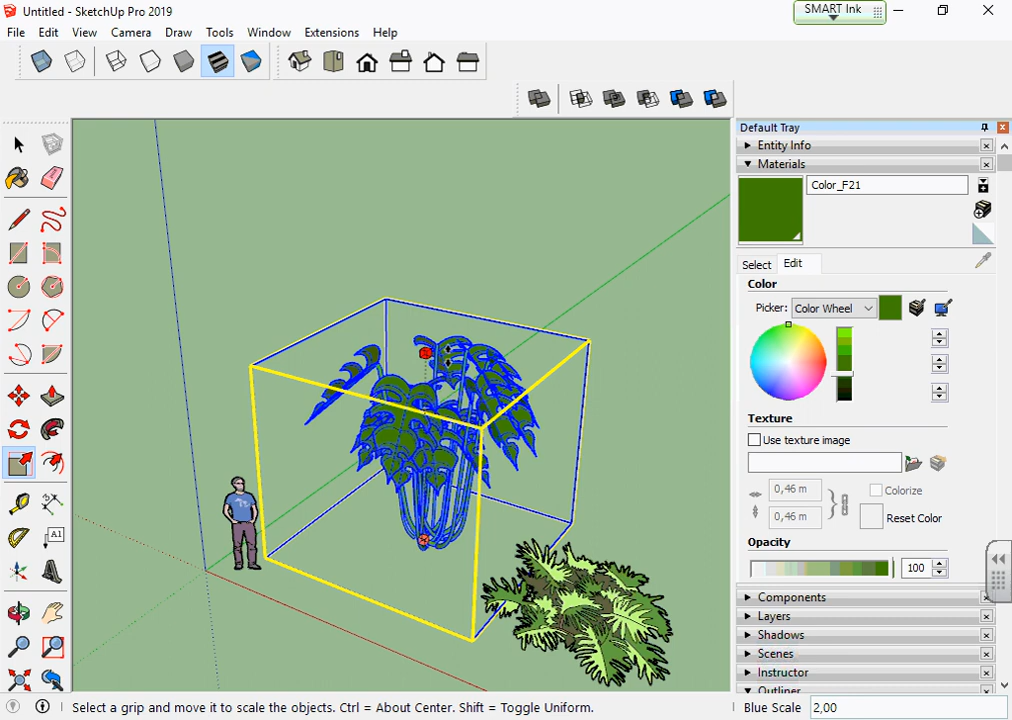 Untitled - SketchUp Pro 2019
SMART Ink
File Edit View Camera Draw Tools Window Extensions Help
Default Tray
Entity Info
Materials
Color_F21
Select Edit
Color
Picker: Color Wheel
Texture
Use texture image
0,46 m
Colorize
0,46 m
Reset Color
A1
Opacity
100
Components
Layers
Shadows
Scenes
Instructor
Outliner
Select a grip and move it to scale the objects. Ctrl = About Center. Shift = Toggle Uniform.
Blue Scale 2,00